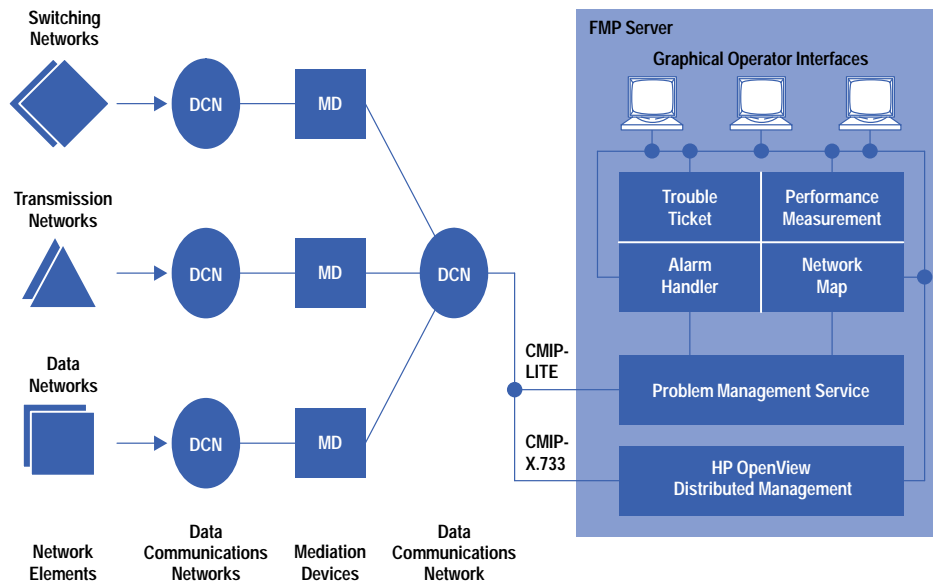 Switching
Networks
DCN
MD
Transmission
Networks
DCN
MD
DCN
Data
Networks
DCN
MD
Network
Elements
Data
Communications
Networks
Mediation
Devices
Data
Communications
Network
CMIP-
LITE
CMIP-
X.733
FMP Server
Graphical Operator Interfaces
Trouble
Ticket
Performance
Measurement
Alarm
Handler
Network
Map
Problem Management Service
HP OpenView
Distributed Management